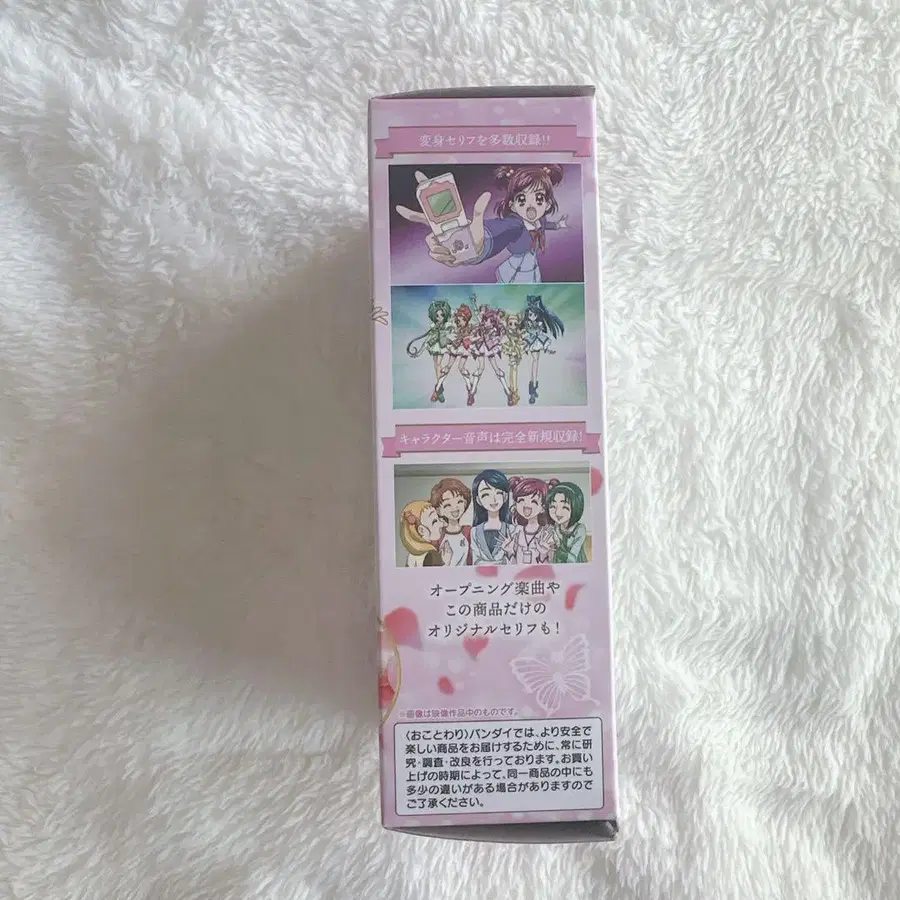 変身セリフを多数収録!!
キャラクター音声は完全新規収録!
オープニング楽曲や
この商品だけの
オリジナルセリフも!
※画像は映像作品中のものです。
〈おことわり〉バンダイでは、より安全で
楽しい商品をお届けするために、常に研
究・調査・改良を行っております。お買い
上げの時期によって、同一商品の中にも
多少の違いがある場合がありますので
ご了承ください。